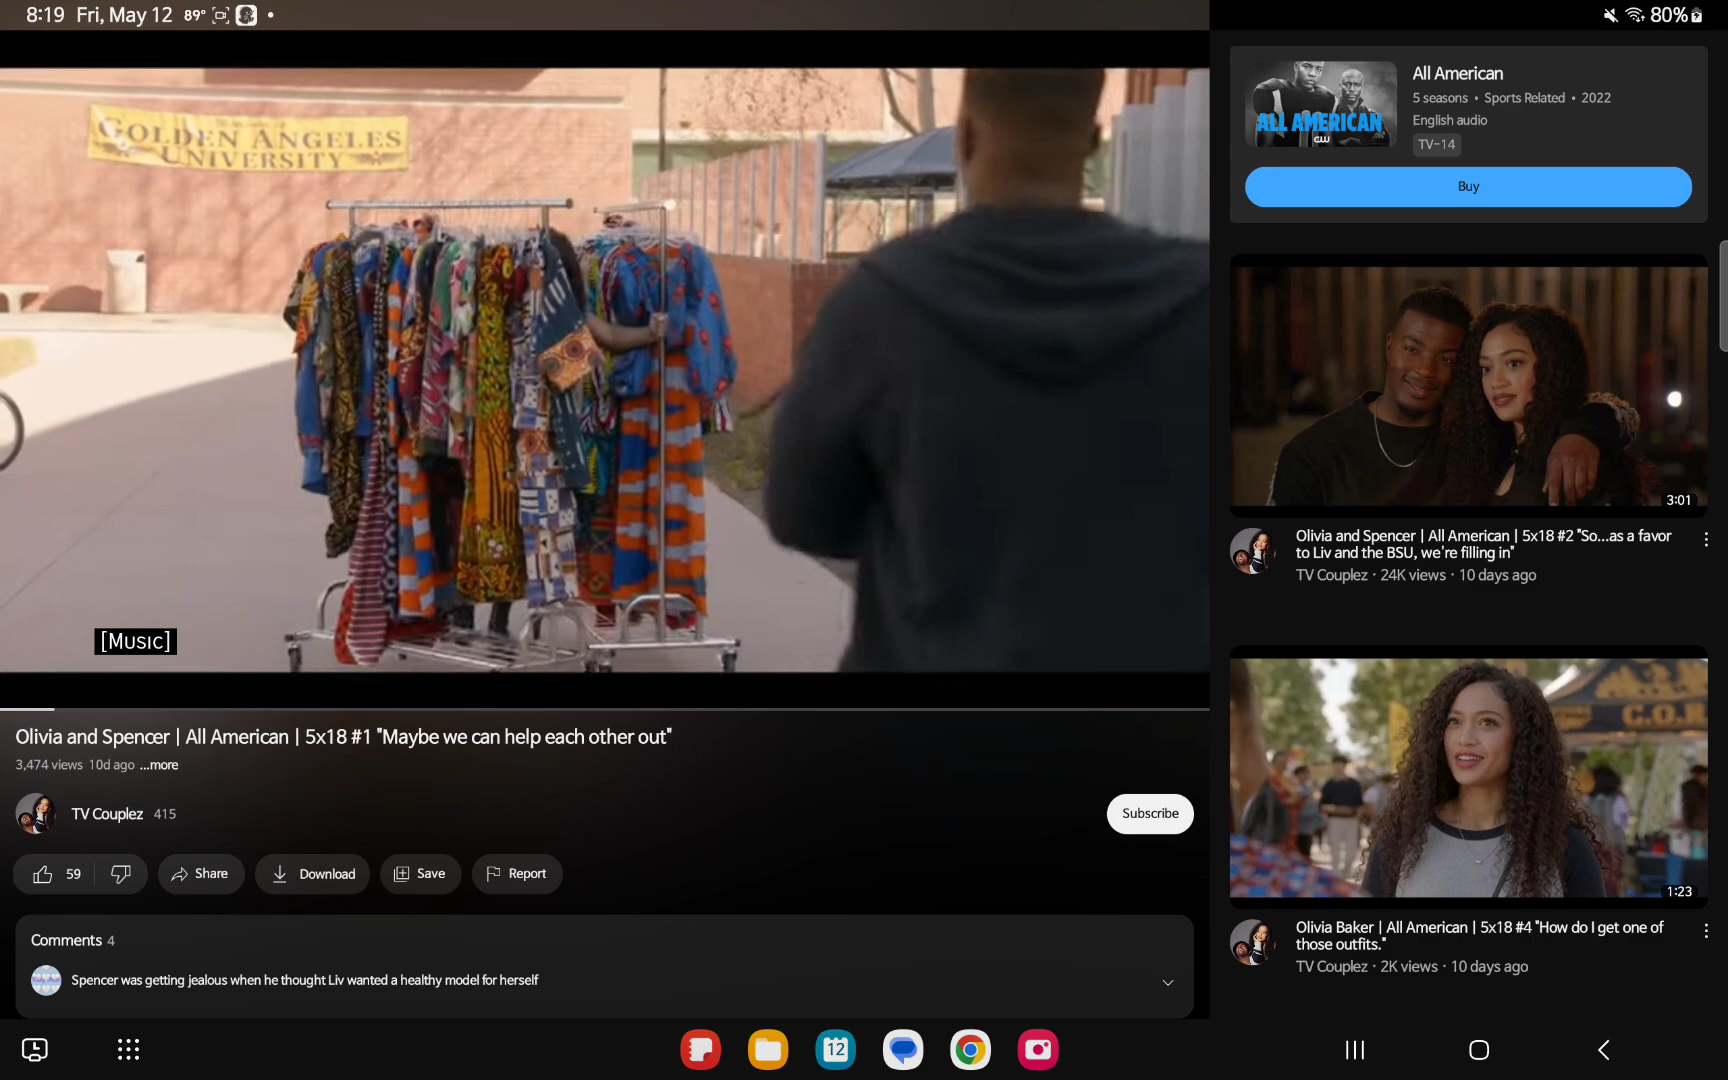 8:19 Fri, May 12 89°
80%
GOLDEN ANGELES
UNIVERSITY
[Music]
Olivia and Spencer | All American | 5x18 #1 "Maybe we can help each other out"
3,474 views 10d ago ...more
TV Couplez 415
Subscribe
59
Share
Download
Save
Report
Comments 4
Spencer was getting jealous when he thought Liv wanted a healthy model for herself
12
ALL AMERICAN
CW
All American
5 seasons • Sports Related • 2022
English audio
TV-14
Buy
3:01
Olivia and Spencer | All American | 5x18 #2 "So...as a favor
to Liv and the BSU, we're filling in"
TV Couplez · 24K views · 10 days ago
C.O.R
1:23
Olivia Baker | All American | 5x18 #4 "How do I get one of
those outfits."
TV Couplez · 2K views · 10 days ago